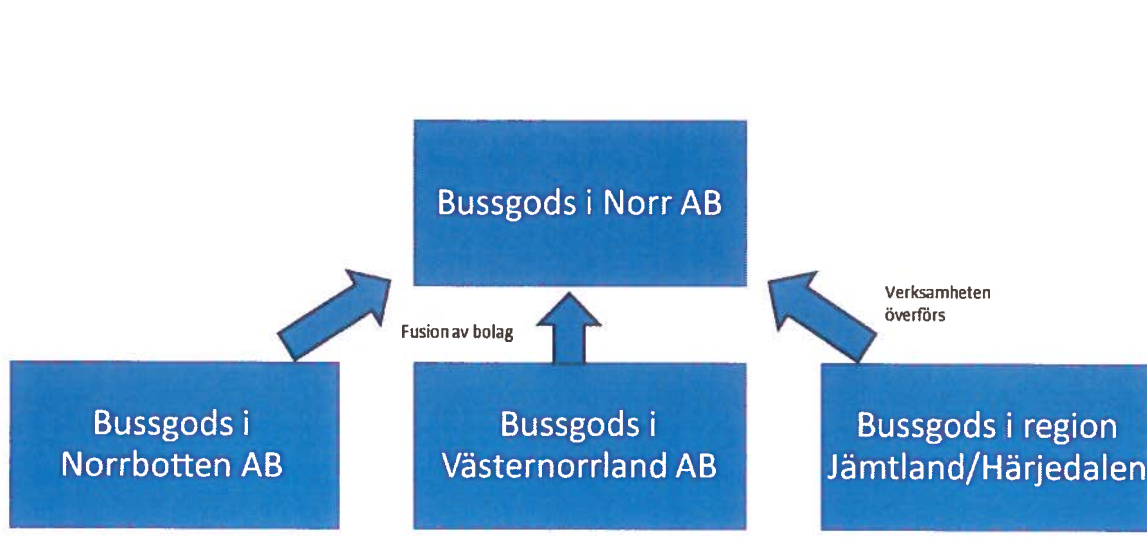 Bussgods i Norr AB
Verksamheten
överförs
Fusion av bolag
Bussgods i
Norrbotten AB
Bussgods i
Västernorrland AB
Bussgods i region
Jämtland/Härjedalen